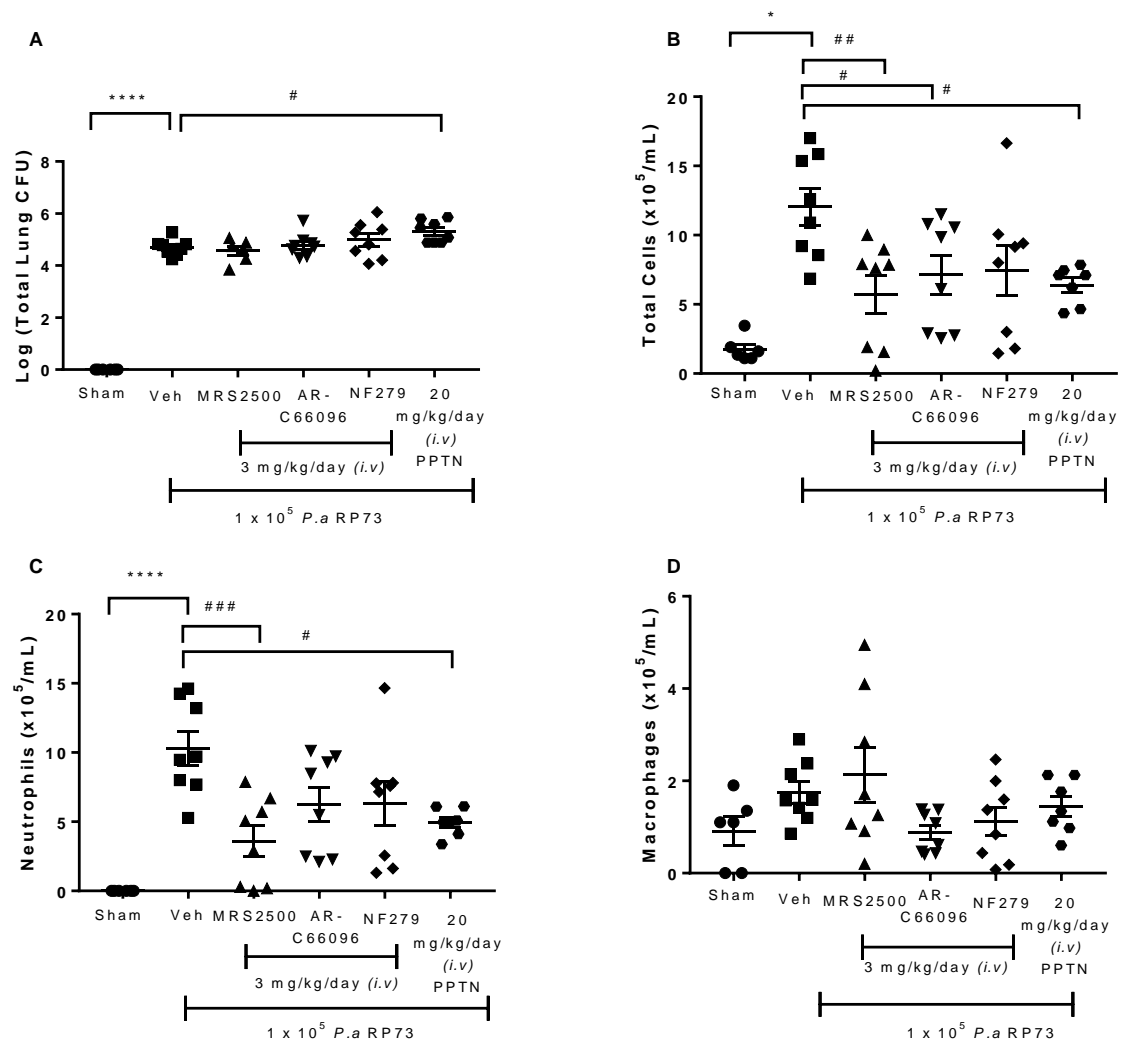 A
****
#
Log (Total Lung CFU)
8
6
4
2
0
Sham
Veh
MRS2500
AR-
C66096
NF279
20
mg/kg/day
(i.v)
PPTN
3 mg/kg/day (i.v)
1 x 10⁵ P.a RP73
B
*
##
#
#
Total Cells (x10⁵/mL)
20
15
10
5
0
Sham
Veh
MRS2500
AR-
C66096
NF279
20
mg/kg/day
(i.v)
PPTN
3 mg/kg/day (i.v)
1 x 10⁵ P.a RP73
C
****
###
#
Neutrophils (x10⁵/mL)
20
15
10
5
0
Sham
Veh
MRS2500
AR-
C66096
NF279
20
mg/kg/day
(i.v)
PPTN
3 mg/kg/day (i.v)
1 x 10⁵ P.a RP73
D
Macrophages (x10⁵/mL)
6
4
2
0
Sham
Veh
MRS2500
AR-
C66096
NF279
20
mg/kg/day
(i.v)
PPTN
3 mg/kg/day (i.v)
1 x 10⁵ P.a RP73